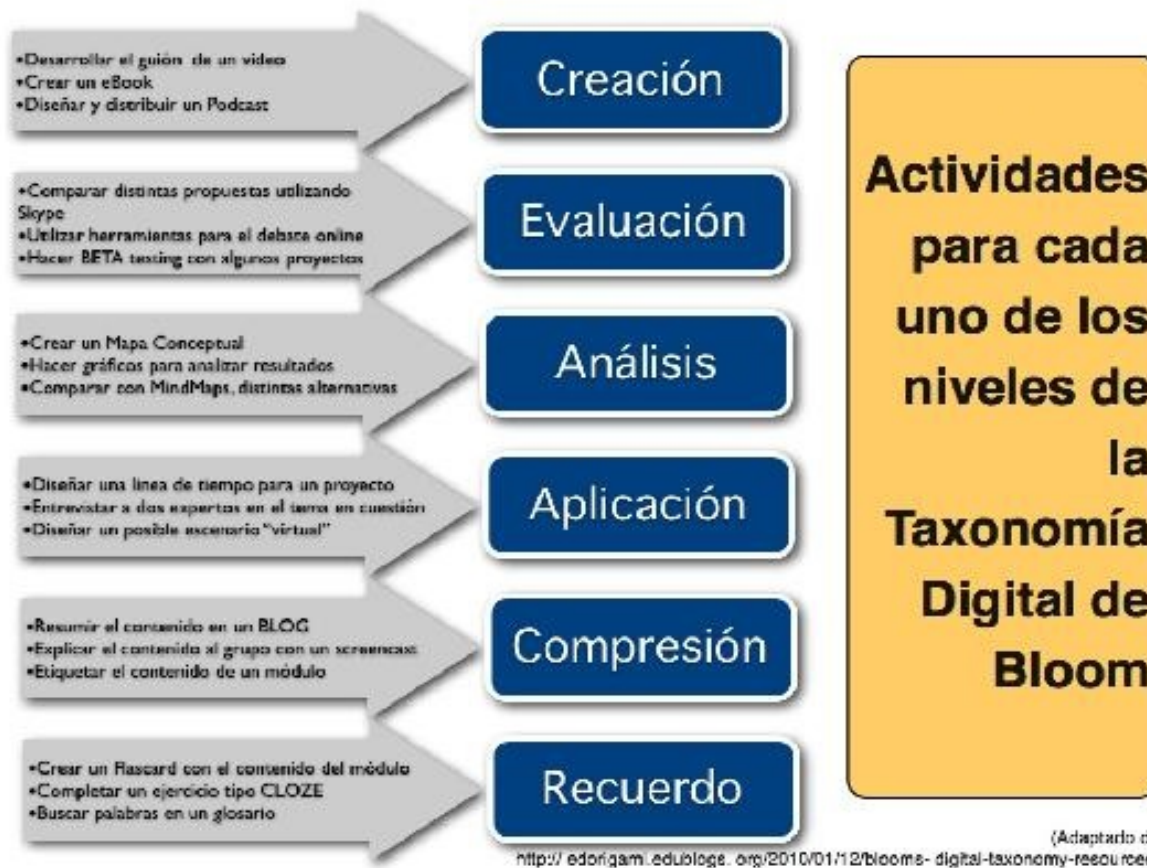 •Desarrollar el guión de un video
•Crear un eBook
•Diseñar y distribuir un Podcast
Creación
•Comparar distintas propuestas utilizando
Skype
•Utilizar herramientas para el debate online
•Hacer BETA testing con algunos proyectos
Evaluación
•Crear un Mapa Conceptual
•Hacer gráficos para analizar resultados
•Comparar con MindMaps, distintas alternativas
Análisis
•Diseñar una linea de tiempo para un proyecto
•Entrevistar a dos expertos en el tema en cuestión
•Diseñar un posible escenario "virtual"
Aplicación
•Resumir el contenido en un BLOG
•Explicar el contenido al grupo con un screencast
•Etiquetar el contenido de un módulo
Compresión
•Crear un Flascard con el contenido del módulo
•Completar un ejercicio tipo CLOZE
•Buscar palabras en un glosario
Recuerdo
Actividades
para cada
uno de los
niveles de
la
Taxonomía
Digital de
Bloom
(Adaptado d
http:// edorigami.edublogs. org/2010/01/12/blooms- digital-taxonomy-resource